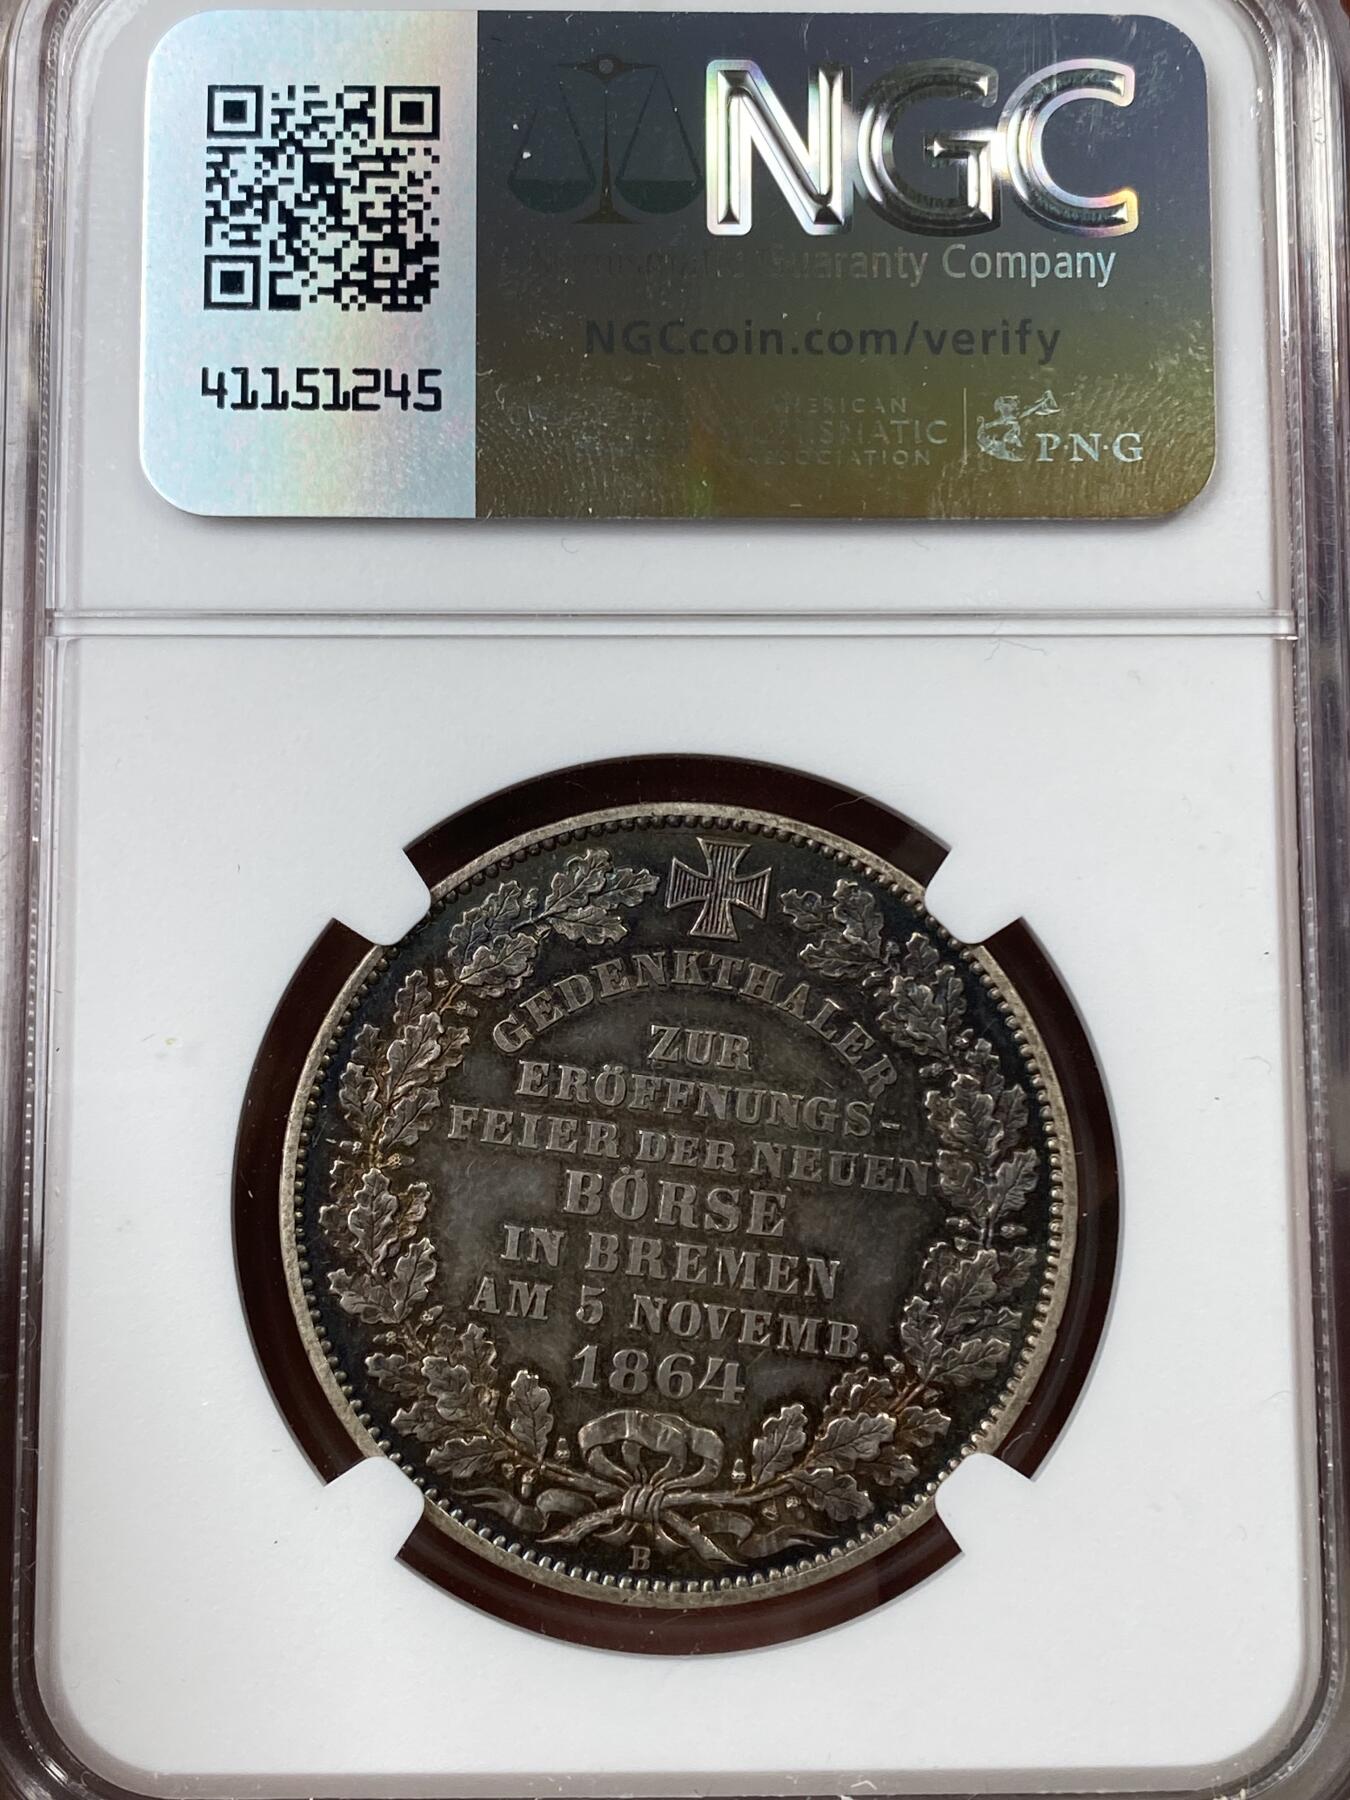 NGC
Numismatic Guaranty Company
NGCcoin.com/verify
41151245
AMERICAN
NUMISMATIC
ASSOCIATION
P·N·G
GEDENKTHALER
ZUR
ERÖFFNUNGS-
FEIER DER NEUEN
BÖRSE
IN BREMEN
AM 5 NOVEMB.
1864
B